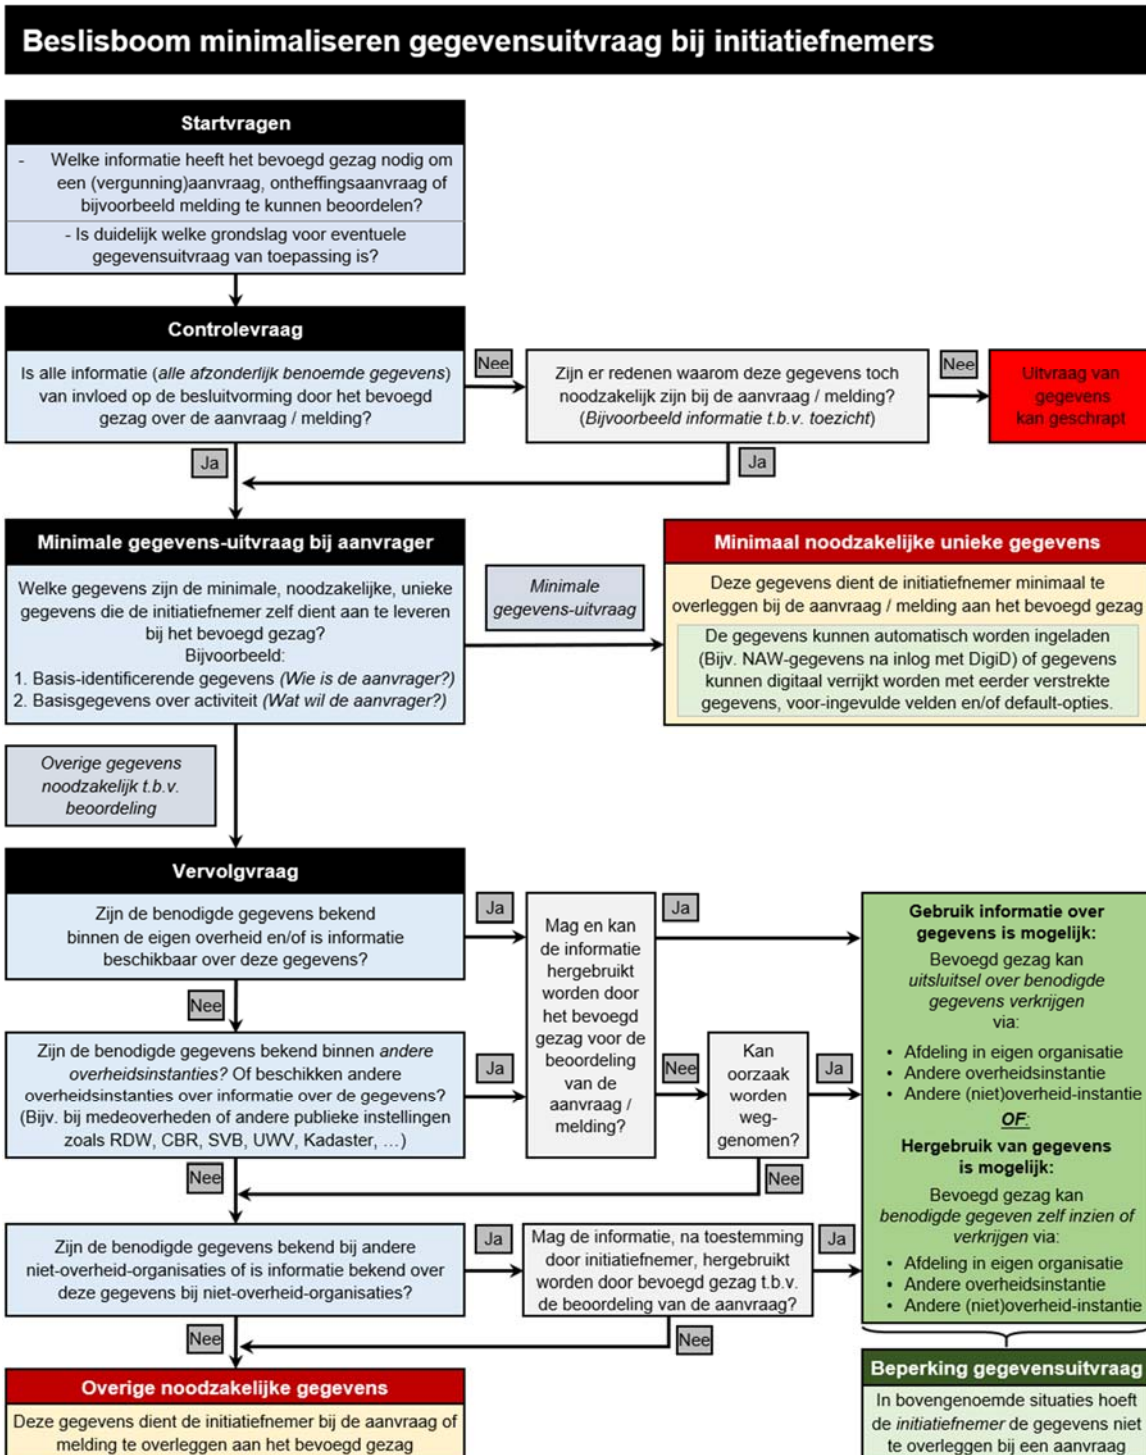 Beslisboom minimaliseren gegevensuitvraag bij initiatiefnemers
Startvragen
- Welke informatie heeft het bevoegd gezag nodig om
een (vergunning)aanvraag, ontheffingsaanvraag of
bijvoorbeeld melding te kunnen beoordelen?
- Is duidelijk welke grondslag voor eventuele
gegevensuitvraag van toepassing is?
Controlevraag
Is alle informatie (alle afzonderlijk benoemde gegevens)
van invloed op de besluitvorming door het bevoegd
gezag over de aanvraag / melding?
Nee
Zijn er redenen waarom deze gegevens toch
noodzakelijk zijn bij de aanvraag / melding?
(Bijvoorbeeld informatie t.b.v. toezicht)
Nee
Uitvraag van
gegevens
kan geschrapt
Ja
Ja
Minimale gegevens-uitvraag bij aanvrager
Welke gegevens zijn de minimale, noodzakelijke, unieke
gegevens die de initiatiefnemer zelf dient aan te leveren
bij het bevoegd gezag?
Bijvoorbeeld:
1. Basis-identificerende gegevens (Wie is de aanvrager?)
2. Basisgegevens over activiteit (Wat wil de aanvrager?)
Minimale
gegevens-uitvraag
Minimaal noodzakelijke unieke gegevens
Deze gegevens dient de initiatiefnemer minimaal te
overleggen bij de aanvraag / melding aan het bevoegd gezag
De gegevens kunnen automatisch worden ingeladen
(Bijv. NAW-gegevens na inlog met DigiD) of gegevens
kunnen digitaal verrijkt worden met eerder verstrekte
gegevens, voor-ingevulde velden en/of default-opties.
Overige gegevens
noodzakelijk t.b.v.
beoordeling
Vervolgvraag
Zijn de benodigde gegevens bekend
binnen de eigen overheid en/of is informatie
beschikbaar over deze gegevens?
Ja
Nee
Zijn de benodigde gegevens bekend binnen andere
overheidsinstanties? Of beschikken andere
overheidsinstanties over informatie over de gegevens?
(Bijv. bij medeoverheden of andere publieke instellingen
zoals RDW, CBR, SVB, UWV, Kadaster, …)
Ja
Nee
Mag en kan
de informatie
hergebruikt
worden door
het bevoegd
gezag voor de
beoordeling
van de
aanvraag /
melding?
Ja
Nee
Kan
oorzaak
worden
weg-
genomen?
Ja
Nee
Zijn de benodigde gegevens bekend bij andere
niet-overheid-organisaties of is informatie bekend over
deze gegevens bij niet-overheid-organisaties?
Ja
Mag de informatie, na toestemming
door initiatiefnemer, hergebruikt
worden door bevoegd gezag t.b.v.
de beoordeling van de aanvraag?
Ja
Nee
Nee
Gebruik informatie over
gegevens is mogelijk:
Bevoegd gezag kan
uitsluitsel over benodigde
gegevens verkrijgen
via:
• Afdeling in eigen organisatie
• Andere overheidsinstantie
• Andere (niet)overheid-instantie
OF:
Hergebruik van gegevens
is mogelijk:
Bevoegd gezag kan
benodigde gegeven zelf inzien of
verkrijgen via:
• Afdeling in eigen organisatie
• Andere overheidsinstantie
• Andere (niet)overheid-instantie
Overige noodzakelijke gegevens
Deze gegevens dient de initiatiefnemer bij de aanvraag of
melding te overleggen aan het bevoegd gezag
Beperking gegevensuitvraag
In bovengenoemde situaties hoeft
de initiatiefnemer de gegevens niet
te overleggen bij een aanvraag